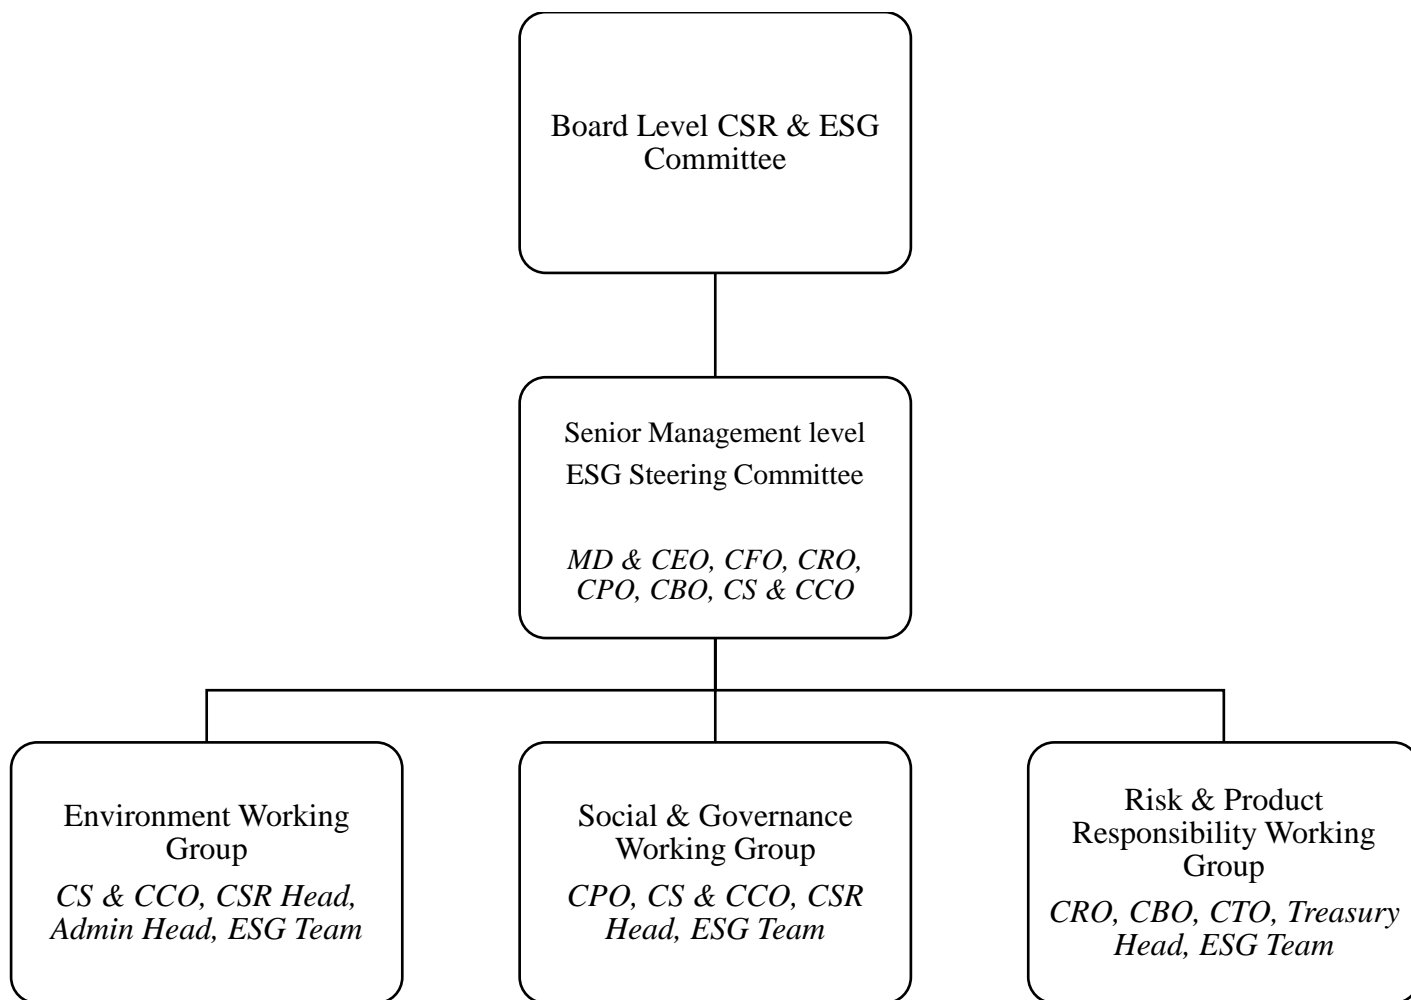 Board Level CSR & ESG
Committee
Senior Management level
ESG Steering Committee
MD & CEO, CFO, CRO,
CPO, CBO, CS & CCO
Environment Working
Group
CS & CCO, CSR Head,
Admin Head, ESG Team
Social & Governance
Working Group
CPO, CS & CCO, CSR
Head, ESG Team
Risk & Product
Responsibility Working
Group
CRO, CBO, CTO, Treasury
Head, ESG Team